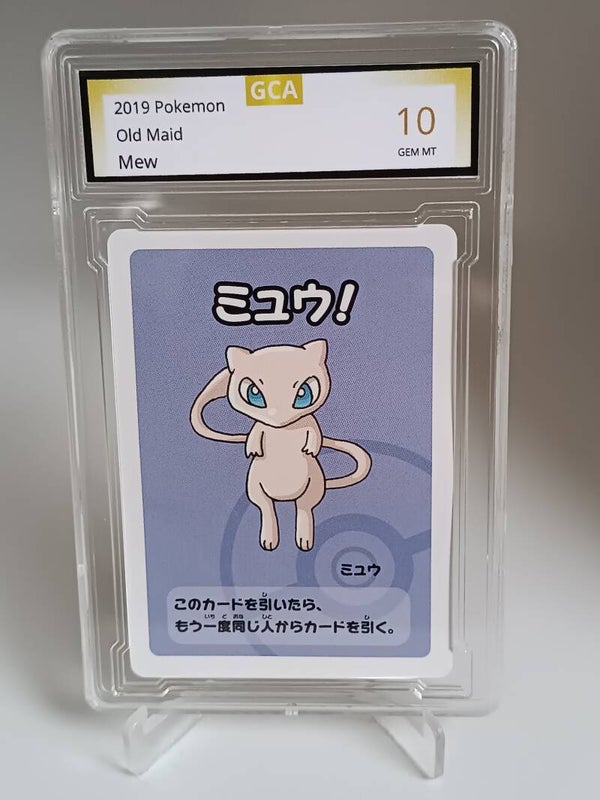 GCA
2019 Pokemon
Old Maid
Mew
10
GEM MT
ミュウ!
ミュウ
このカードを引いたら、
もう一度同じ人からカードを引く。